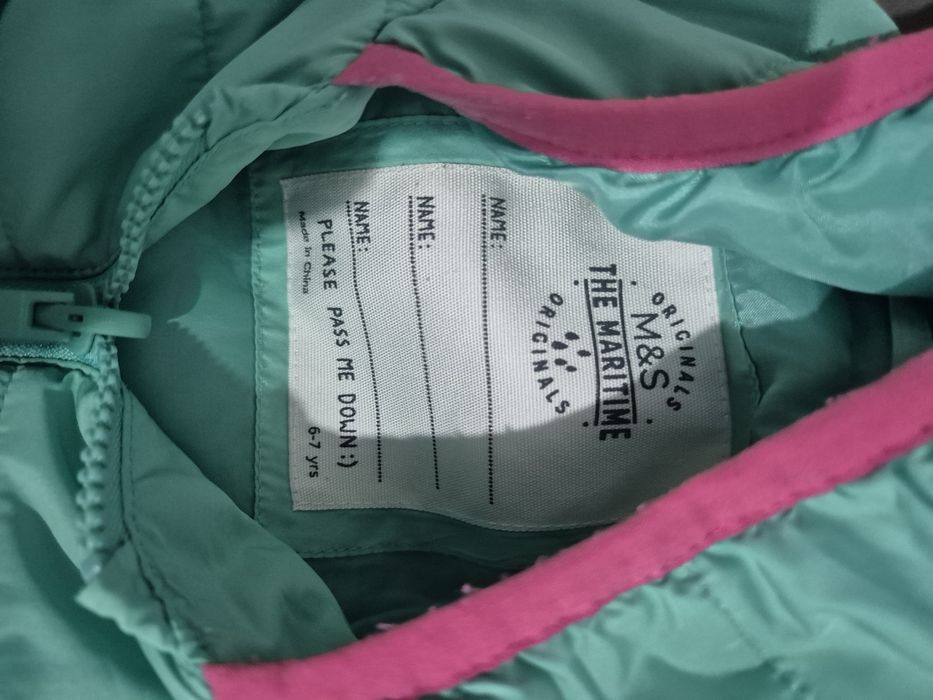 ORIGINALS
M&S
THE MARITIME
ORIGINALS
NAME:
NAME:
NAME:
PLEASE PASS ME DOWN:)
Made in China
6-7 yrs